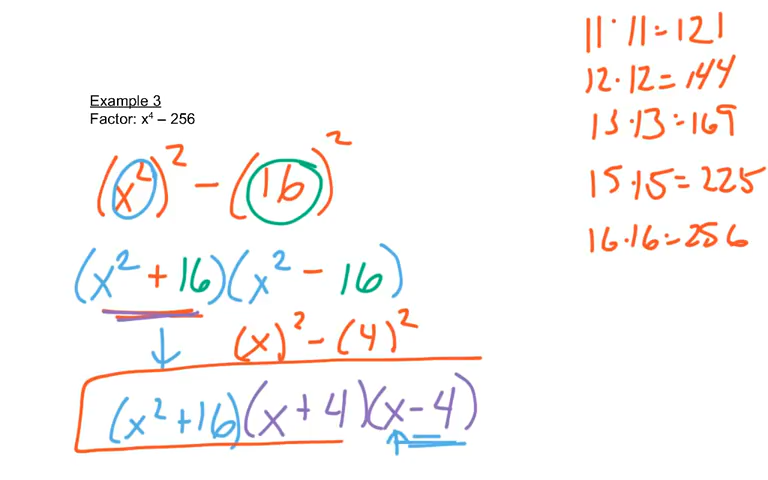 Example 3
Factor: x⁴ – 256
(x²)² - (16)²
(x² + 16)(x² - 16)
(x)² - (4)²
(x² + 16)(x + 4)(x - 4)
11 · 11 = 121
12 · 12 = 144
13 · 13 = 169
15 · 15 = 225
16 · 16 = 256